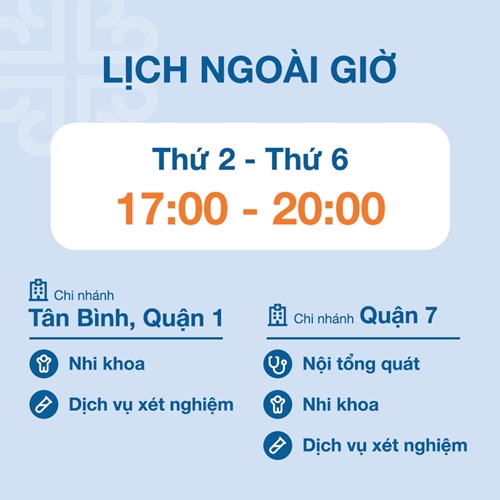 LỊCH NGOÀI GIỜ
Thứ 2 - Thứ 6
17:00 - 20:00
Chi nhánh
Tân Bình, Quận 1
Nhi khoa
Dịch vụ xét nghiệm
Chi nhánh Quận 7
Nội tổng quát
Nhi khoa
Dịch vụ xét nghiệm